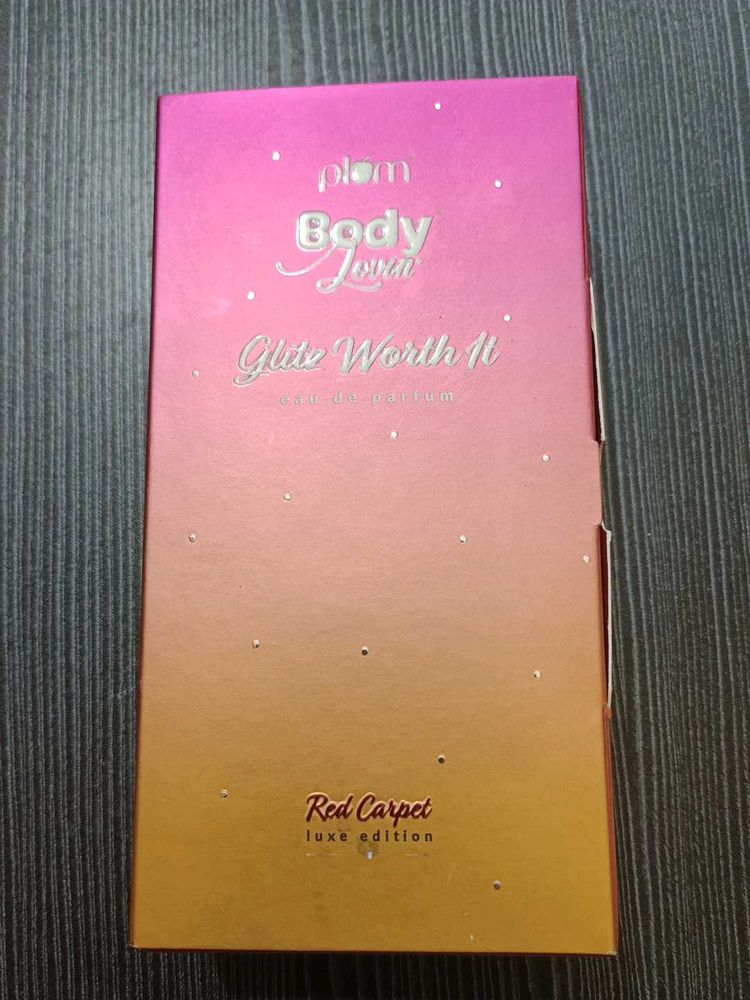 plum
Body
Lovin'
Glitz Worth It
eau de parfum
Red Carpet
luxe edition